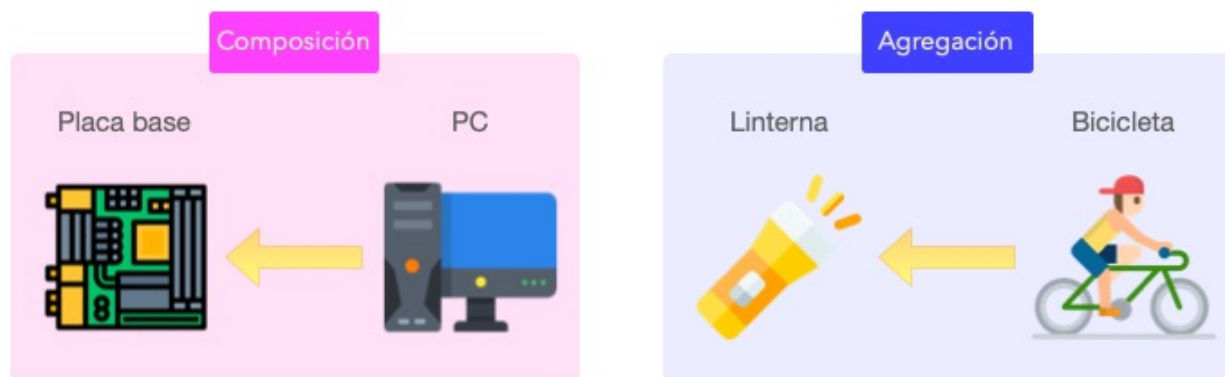 Composición
Placa base
PC
Agregación
Linterna
Bicicleta